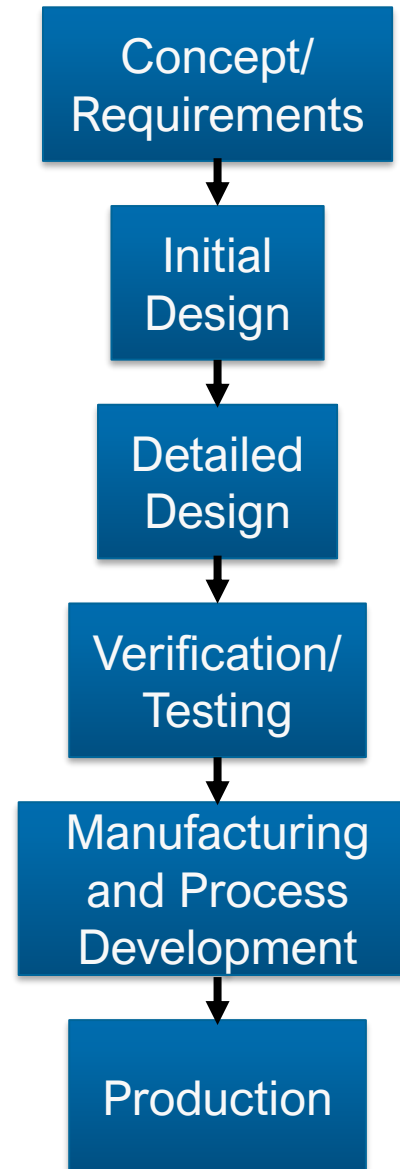 Concept/
Requirements
Initial
Design
Detailed
Design
Verification/
Testing
Manufacturing
and Process
Development
Production